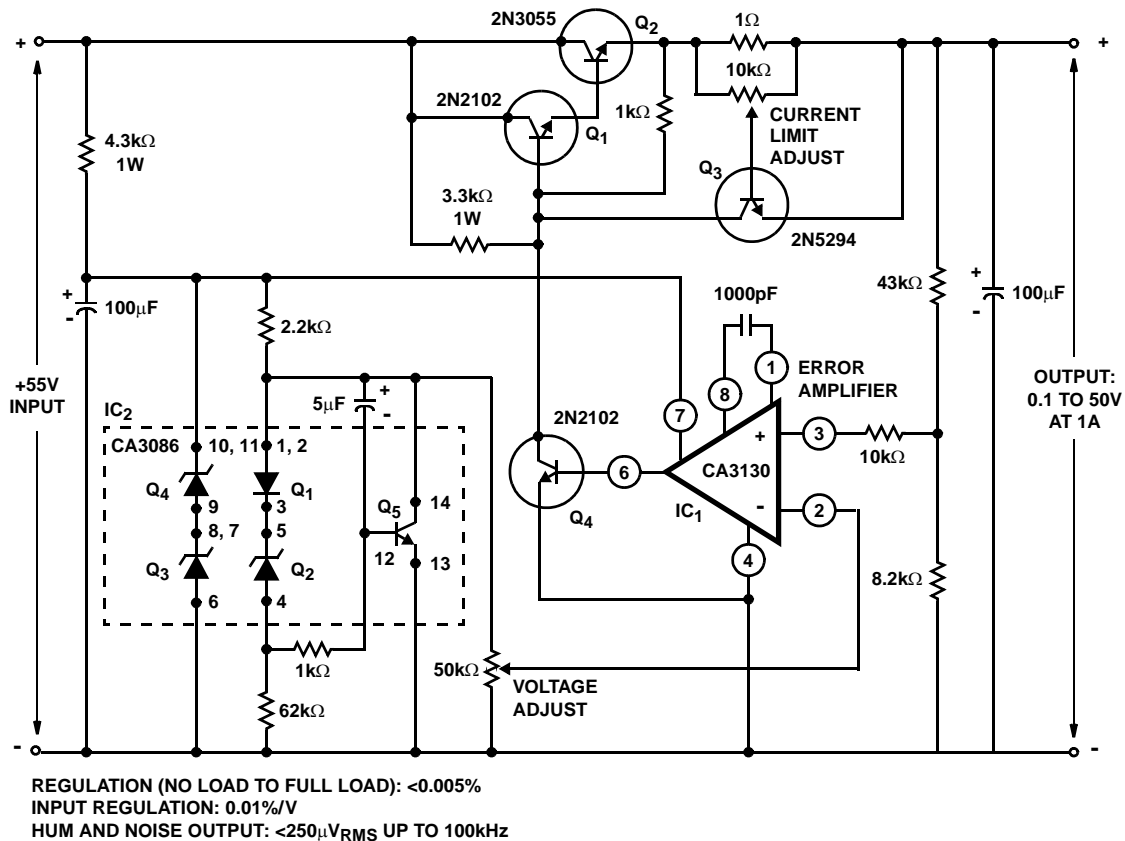 2N3055
Q2
1Ω
+
+
10kΩ
2N2102
Q1
1kΩ
CURRENT
LIMIT
ADJUST
4.3kΩ
1W
Q3
3.3kΩ
1W
2N5294
+
-
100μF
2.2kΩ
1000pF
43kΩ
+
-
100μF
+55V
INPUT
5μF
+
-
8
1
ERROR
AMPLIFIER
OUTPUT:
0.1 TO 50V
AT 1A
IC2
CA3086
10, 11
1, 2
2N2102
7
+
3
10kΩ
Q4
Q1
14
6
CA3130
9
3
Q5
8, 7
5
12
Q4
IC1
-
2
Q3
Q2
13
4
8.2kΩ
6
4
1kΩ
50kΩ
VOLTAGE
ADJUST
62kΩ
-
-
REGULATION (NO LOAD TO FULL LOAD): <0.005%
INPUT REGULATION: 0.01%/V
HUM AND NOISE OUTPUT: <250μVRMS UP TO 100kHz